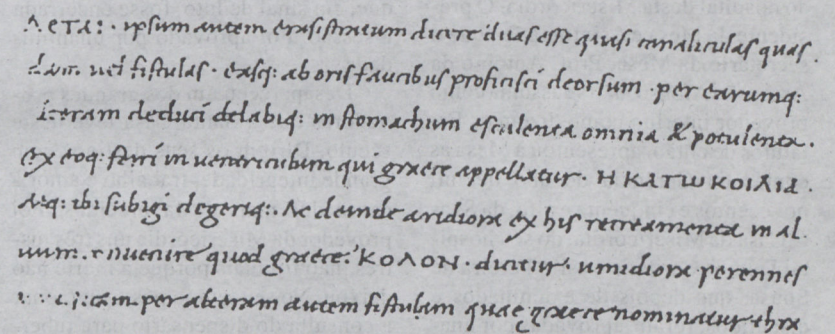 ΛΕΤΑ: · ipsum autem erasistratum dicere duas esse quasi canaliculas quas
dam uel fistulas · easq: ab oris faucibus proficisci deorsum · per earumq:
alteram deduci delabiq: in stomachum esculenta omnia & potulenta ·
ex eoq: ferri in uentriculum qui graece appellatur · Η ΚΑΤω ΚΟΙΛΙΑ
atq: ibi subigi degeriq: · Ac deinde aridiora ex his retreamenta in al
uum · conuenire quod graece: ΚΟΛΟΝ · dicitur · umidiora per renes
per alteram autem fistulam quae graece nominatur